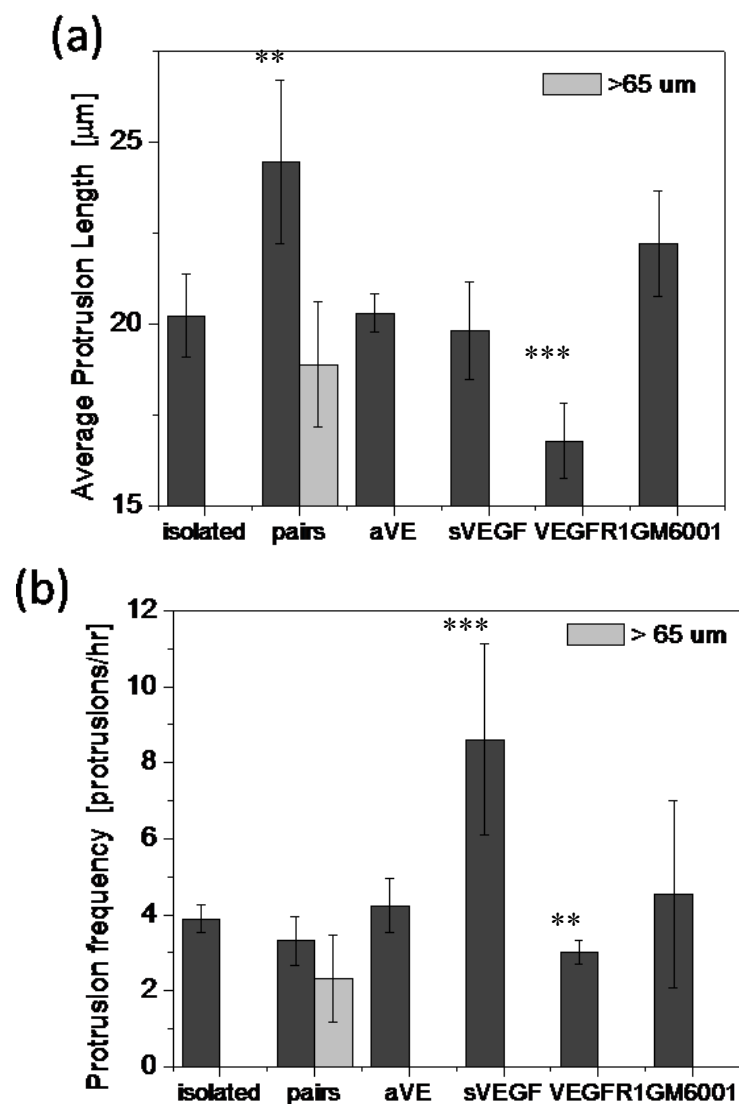 (a)
**
>65 um
Average Protrusion Length [µm]
25
20
15
***
isolated pairs aVE sVEGF VEGFR1GM6001
(b)
12
10
8
6
4
2
0
Protrusion frequency [protrusions/hr]
***
> 65 um
**
isolated pairs aVE sVEGF VEGFR1GM6001